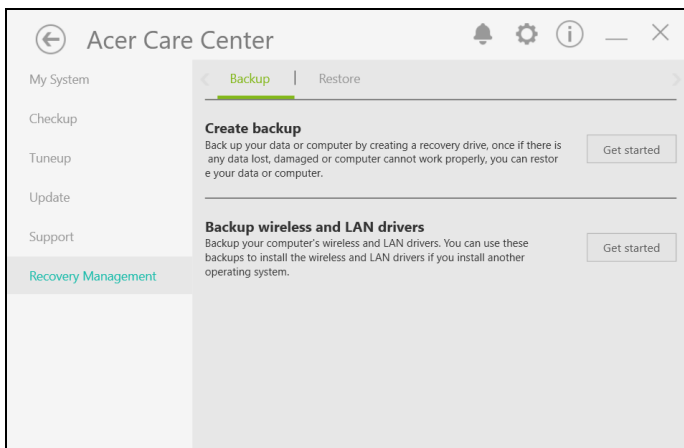 Acer Care Center
My System
Checkup
Tuneup
Update
Support
Recovery Management
Backup
Restore
Create backup
Back up your data or computer by creating a recovery drive, once if there is
any data lost, damaged or computer cannot work properly, you can restor
e your data or computer.
Get started
Backup wireless and LAN drivers
Backup your computer's wireless and LAN drivers. You can use these
backups to install the wireless and LAN drivers if you install another
operating system.
Get started